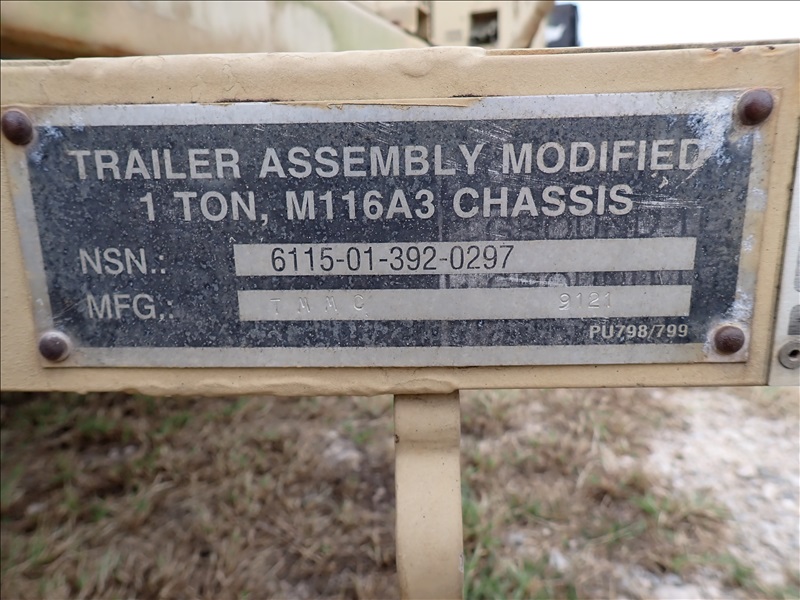 TRAILER ASSEMBLY MODIFIED
1 TON, M116A3 CHASSIS
NSN.: 6115-01-392-0297
MFG.: T M M C 9121
PU798/799